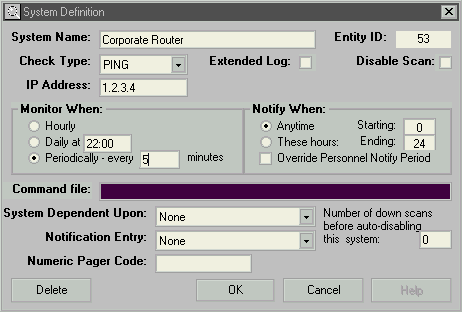 System Definition
System Name: Corporate Router Entity ID: 53
Check Type: PING Extended Log: Disable Scan:
IP Address: 1.2.3.4
Monitor When:
Hourly
Daily at 22:00
Periodically - every 5 minutes
Notify When:
Anytime Starting: 0
These hours: Ending: 24
Override Personnel Notify Period
Command file:
System Dependent Upon: None
Notification Entry: None
Numeric Pager Code:
Number of down scans
before auto-disabling
this system: 0
Delete OK Cancel Help